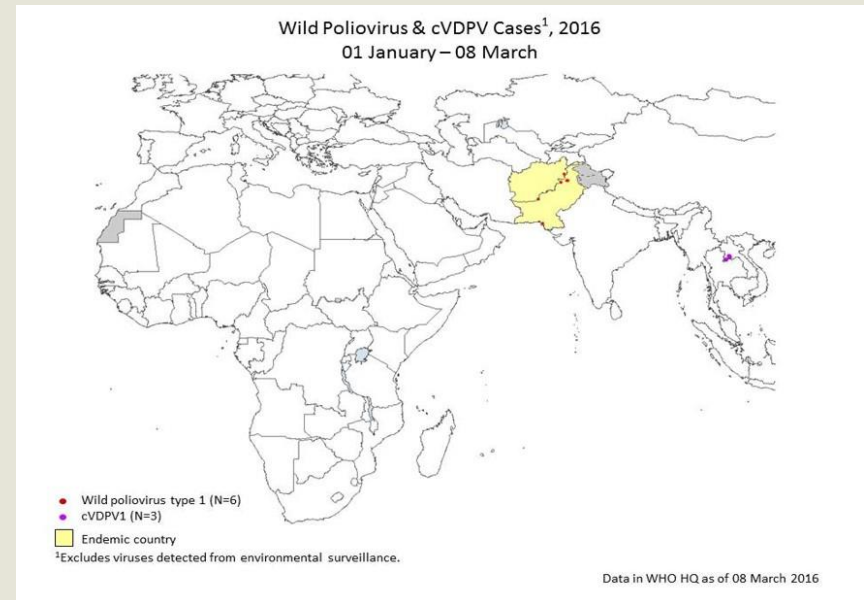 Wild Poliovirus & cVDPV Cases¹, 2016
01 January – 08 March
Wild poliovirus type 1 (N=6)
cVDPV1 (N=3)
Endemic country
¹Excludes viruses detected from environmental surveillance.
Data in WHO HQ as of 08 March 2016